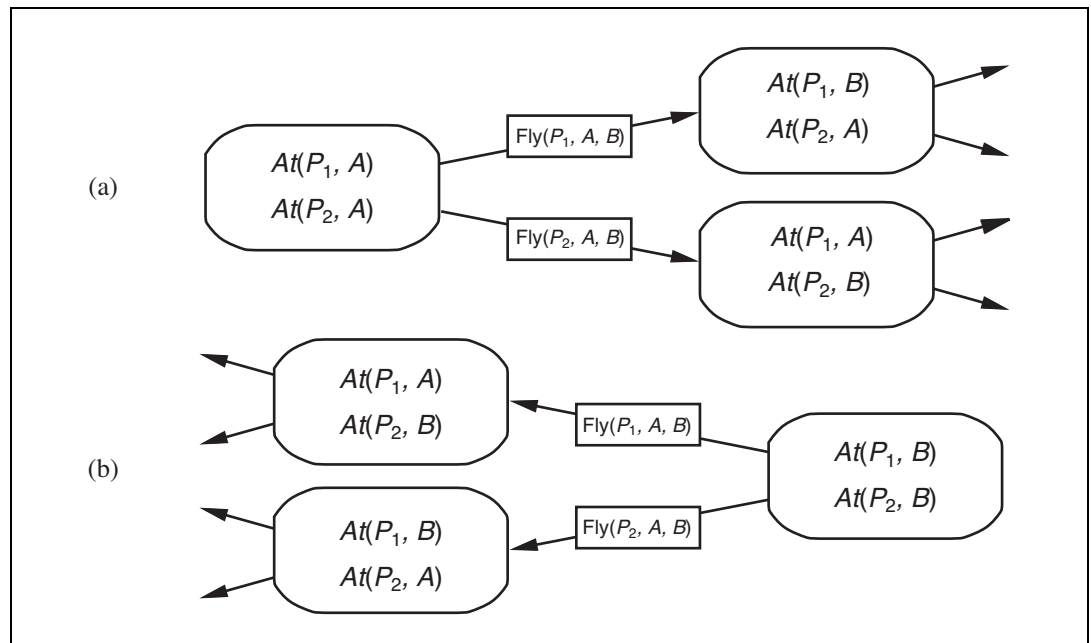 (a)
At(P₁, A)
At(P₂, A)
Fly(P₁, A, B)
Fly(P₂, A, B)
At(P₁, B)
At(P₂, A)
At(P₁, A)
At(P₂, B)
(b)
At(P₁, A)
At(P₂, B)
At(P₁, B)
At(P₂, A)
Fly(P₁, A, B)
Fly(P₂, A, B)
At(P₁, B)
At(P₂, B)